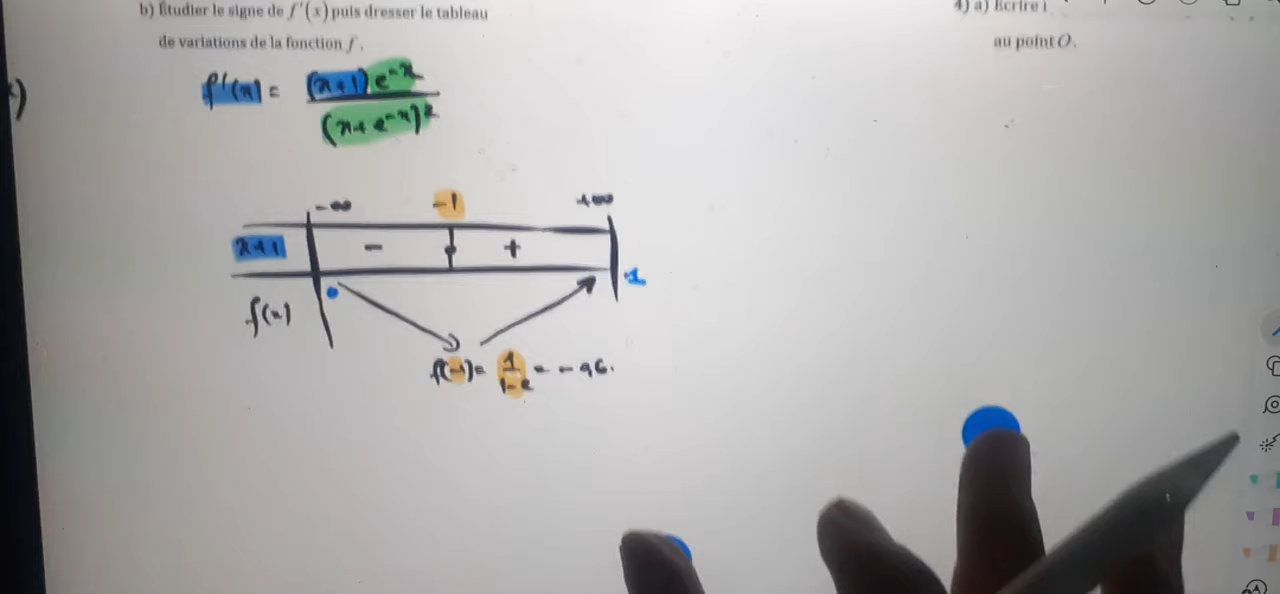 b) Étudier le signe de f'(x) puis dresser le tableau
de variations de la fonction f.
4) a) Écrire
au point O.
f'(x) = (x+1) e^-x / (x + e^-x)^2
-∞ -1 +∞
x+1 - +
0 1
f(x)
f(-1) = 1/(1-e) = -